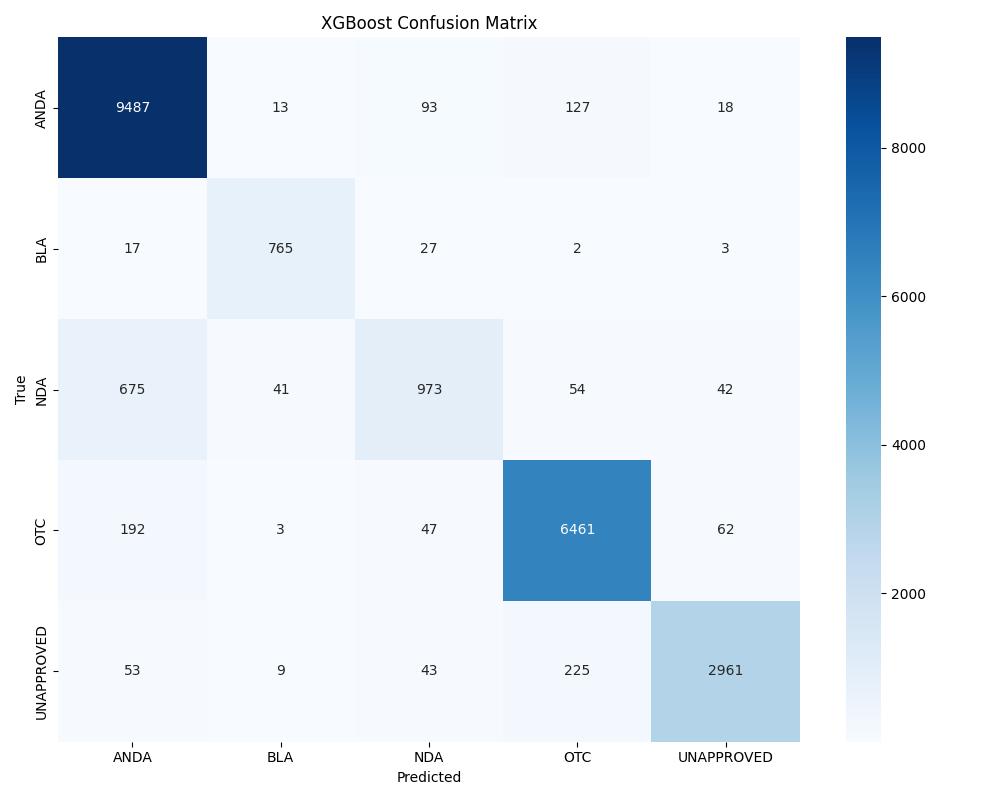 XGBoost Confusion Matrix
ANDA 9487 13 93 127 18
BLA 17 765 27 2 3
NDA 675 41 973 54 42
OTC 192 3 47 6461 62
UNAPPROVED 53 9 43 225 2961
True
ANDA BLA NDA OTC UNAPPROVED
Predicted
8000
6000
4000
2000